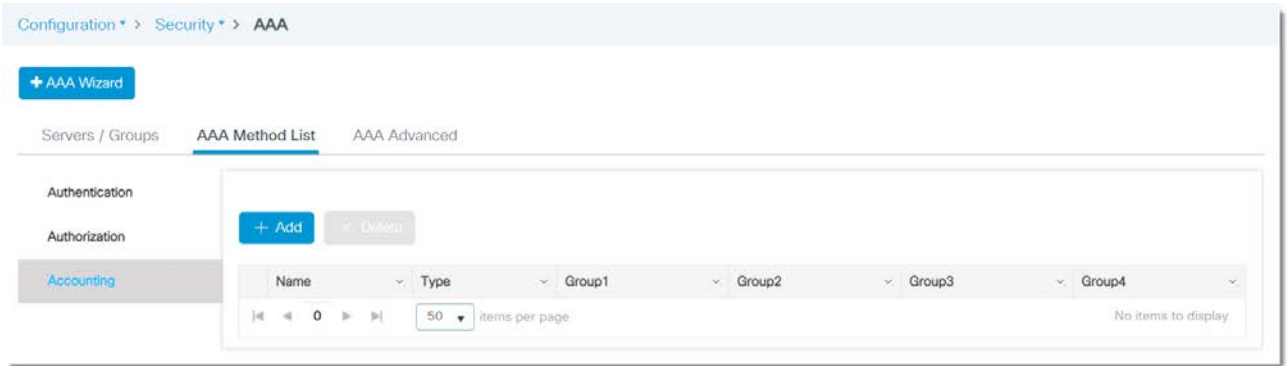 Configuration > Security > AAA
+ AAA Wizard
Servers / Groups AAA Method List AAA Advanced
Authentication
Authorization
Accounting
+ Add × Delete
Name Type Group1 Group2 Group3 Group4
0 50 items per page No items to display